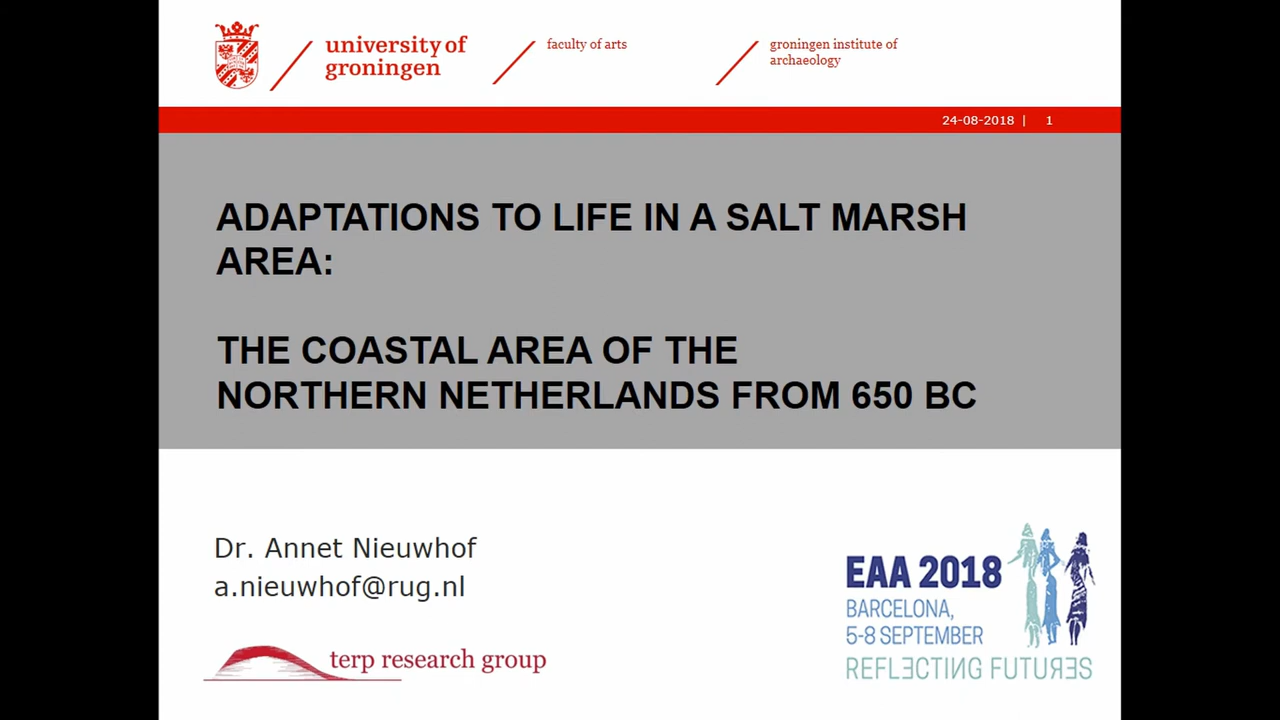 university of
groningen
faculty of arts
groningen institute of
archaeology
24-08-2018 | 1
ADAPTATIONS TO LIFE IN A SALT MARSH
AREA:
THE COASTAL AREA OF THE
NORTHERN NETHERLANDS FROM 650 BC
Dr. Annet Nieuwhof
a.nieuwhof@rug.nl
terp research group
EAA 2018
BARCELONA,
5-8 SEPTEMBER
REFLECTING FUTURES